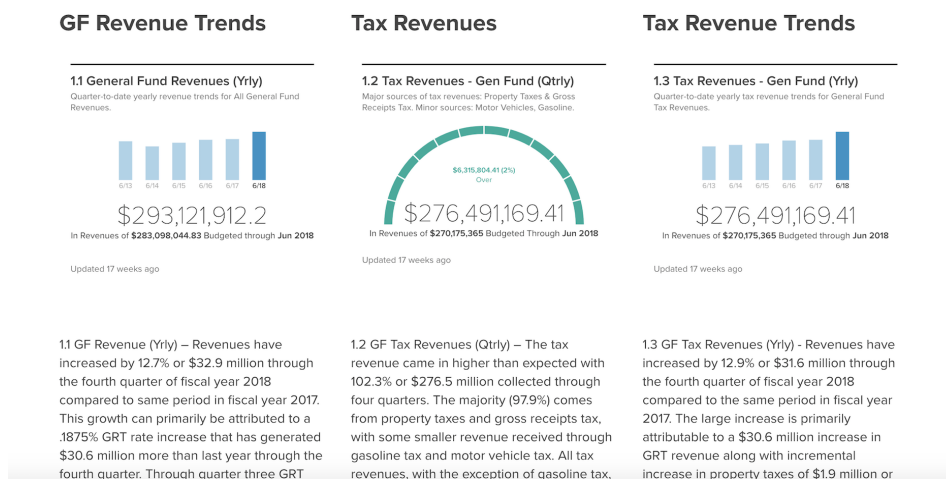 GF Revenue Trends
1.1 General Fund Revenues (Yrly)
Quarter-to-date yearly revenue trends for All General Fund
Revenues.
6/13 6/14 6/15 6/16 6/17 6/18
$293,121,912.2
In Revenues of $283,098,044.83 Budgeted through Jun 2018
Updated 17 weeks ago
1.1 GF Revenue (Yrly) – Revenues have
increased by 12.7% or $32.9 million through
the fourth quarter of fiscal year 2018
compared to same period in fiscal year 2017.
This growth can primarily be attributed to a
.1875% GRT rate increase that has generated
$30.6 million more than last year through the
fourth quarter. Through quarter three GRT
Tax Revenues
1.2 Tax Revenues - Gen Fund (Qtrly)
Major sources of tax revenues: Property Taxes & Gross
Receipts Tax. Minor sources: Motor Vehicles, Gasoline.
$6,315,804.41 (2%)
Over
$276,491,169.41
In Revenues of $270,175,365 Budgeted Through Jun 2018
Updated 17 weeks ago
1.2 GF Tax Revenues (Qtrly) – The tax
revenue came in higher than expected with
102.3% or $276.5 million collected through
four quarters. The majority (97.9%) comes
from property taxes and gross receipts tax,
with some smaller revenue received through
gasoline tax and motor vehicle tax. All tax
revenues, with the exception of gasoline tax,
Tax Revenue Trends
1.3 Tax Revenues - Gen Fund (Yrly)
Quarter-to-date yearly tax revenue trends for General Fund
Tax Revenues.
6/13 6/14 6/15 6/16 6/17 6/18
$276,491,169.41
In Revenues of $270,175,365 Budgeted through Jun 2018
Updated 17 weeks ago
1.3 GF Tax Revenues (Yrly) - Revenues have
increased by 12.9% or $31.6 million through
the fourth quarter of fiscal year 2018
compared to the same period in fiscal year
2017. The large increase is primarily
attributable to a $30.6 million increase in
GRT revenue along with incremental
increase in property taxes of $1.9 million or